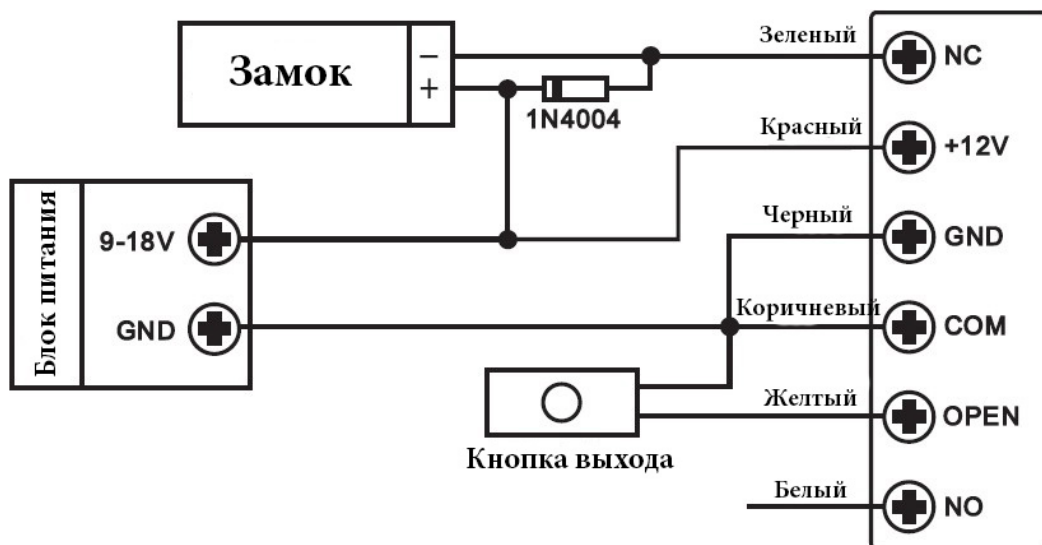 Замок
−
+
1N4004
Зеленый
NC
Красный
+12V
Черный
GND
Коричневый
COM
Желтый
OPEN
Белый
NO
Блок питания
9-18V
GND
Кнопка выхода